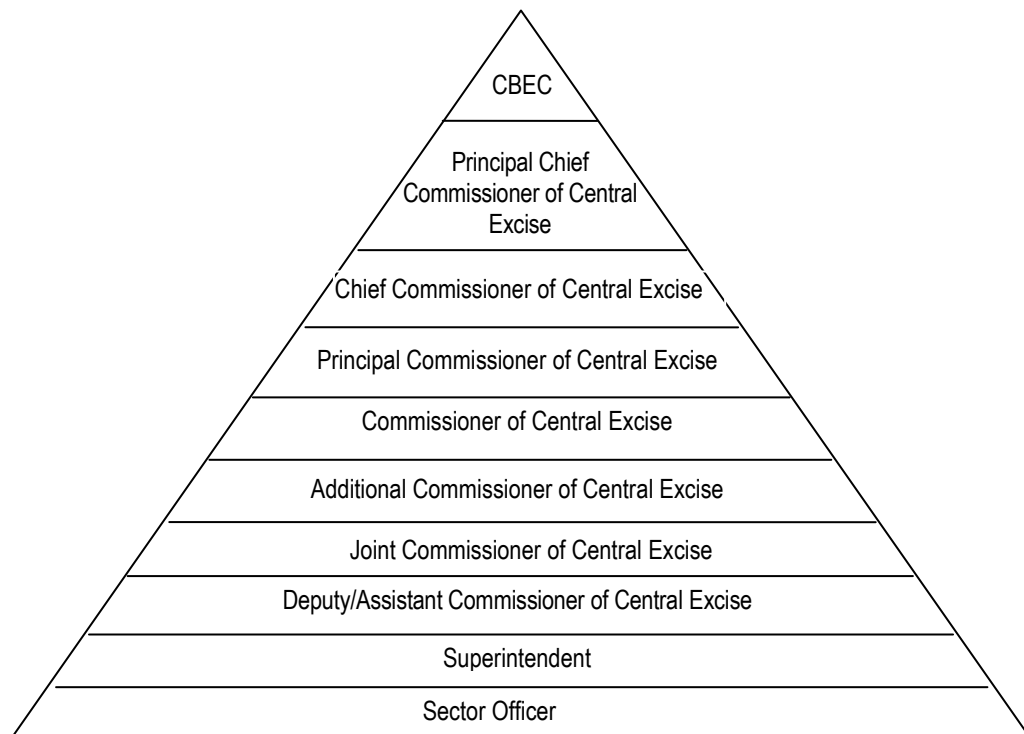 CBEC
Principal Chief
Commissioner of Central
Excise
Chief Commissioner of Central Excise
Principal Commissioner of Central Excise
Commissioner of Central Excise
Additional Commissioner of Central Excise
Joint Commissioner of Central Excise
Deputy/Assistant Commissioner of Central Excise
Superintendent
Sector Officer